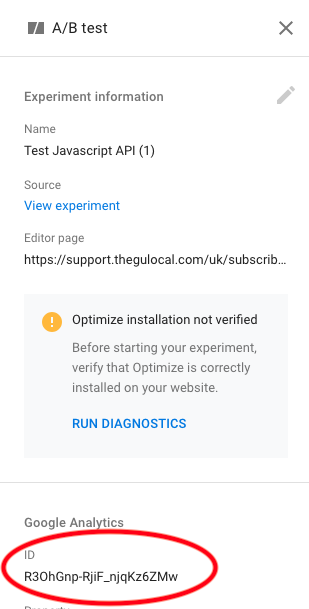 A/B test
Experiment information
Name
Test Javascript API (1)
Source
View experiment
Editor page
https://support.thegulocal.com/uk/subscrib...
Optimize installation not verified
Before starting your experiment,
verify that Optimize is correctly
installed on your website.
RUN DIAGNOSTICS
Google Analytics
ID
R3OhGnp-RjiF_njqKz6ZMw